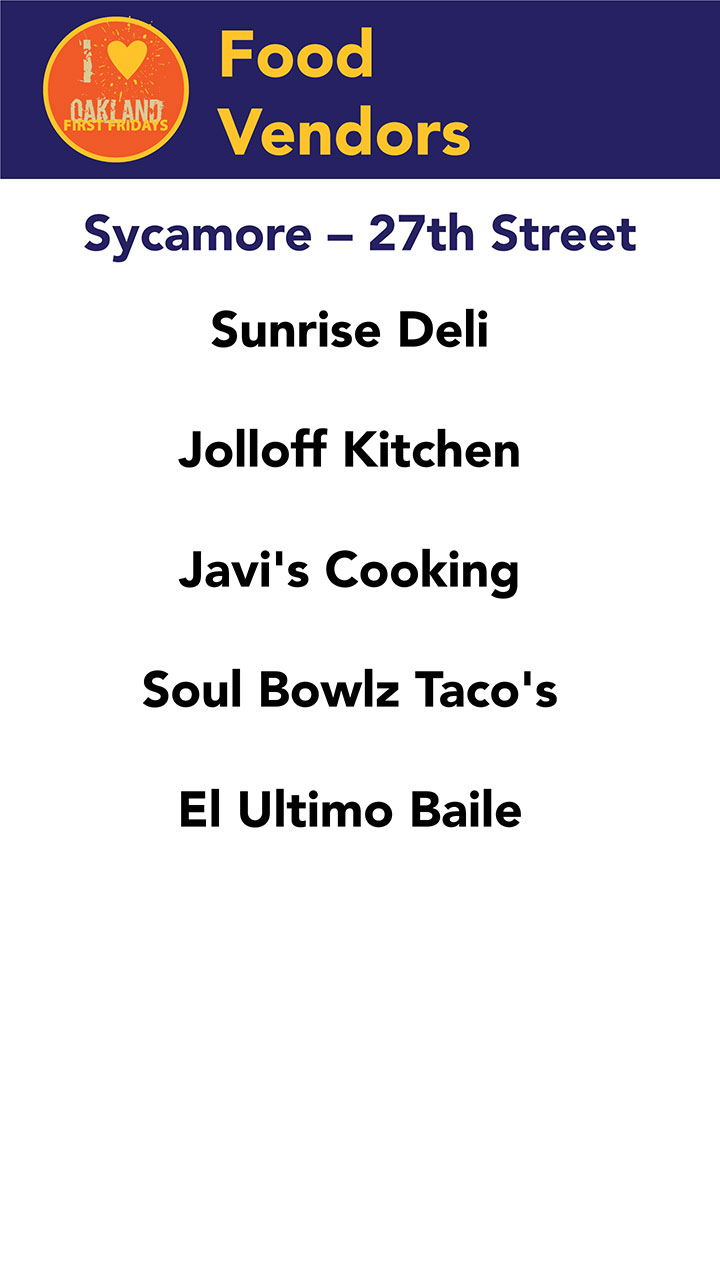 I
OAKLAND
FIRST FRIDAYS
Food
Vendors
Sycamore – 27th Street
Sunrise Deli
Jolloff Kitchen
Javi's Cooking
Soul Bowlz Taco's
El Ultimo Baile